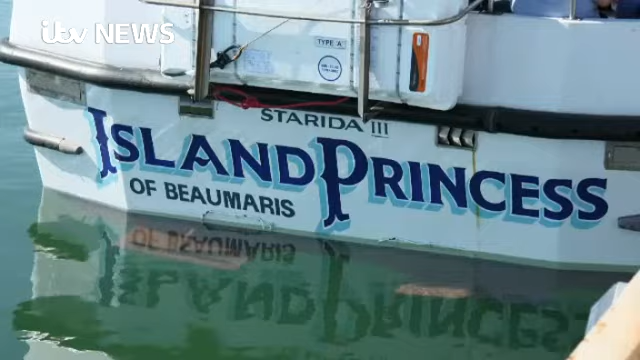 itv NEWS
TYPE A
STARIDA III
ISLAND PRINCESS
OF BEAUMARIS